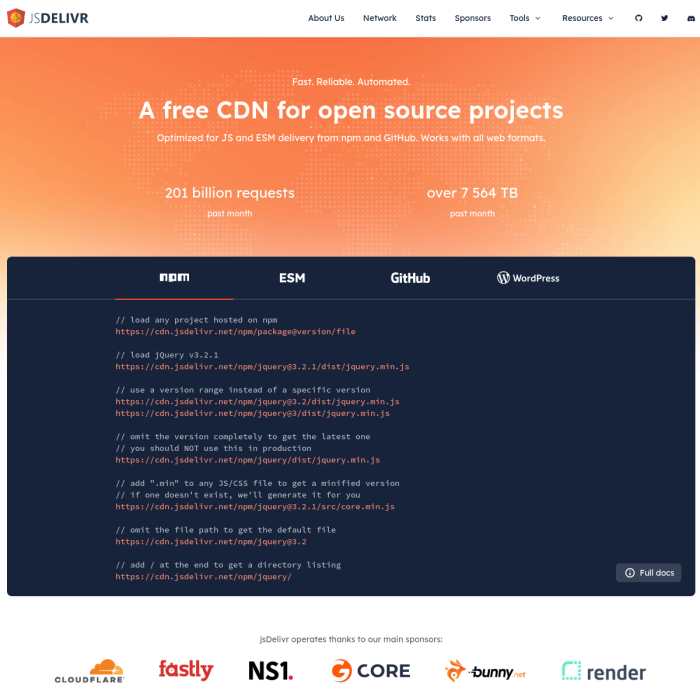 JSDELIVR
About Us
Network
Stats
Sponsors
Tools
Resources
Fast. Reliable. Automated.
A free CDN for open source projects
Optimized for JS and ESM delivery from npm and GitHub. Works with all web formats.
201 billion requests
past month
over 7 564 TB
past month
npm
ESM
GitHub
WordPress
// load any project hosted on npm
https://cdn.jsdelivr.net/npm/package@version/file
// load jQuery v3.2.1
https://cdn.jsdelivr.net/npm/jquery@3.2.1/dist/jquery.min.js
// use a version range instead of a specific version
https://cdn.jsdelivr.net/npm/jquery@3.2/dist/jquery.min.js
https://cdn.jsdelivr.net/npm/jquery@3/dist/jquery.min.js
// omit the version completely to get the latest one
// you should NOT use this in production
https://cdn.jsdelivr.net/npm/jquery/dist/jquery.min.js
// add ".min" to any JS/CSS file to get a minified version
// if one doesn't exist, we'll generate it for you
https://cdn.jsdelivr.net/npm/jquery@3.2.1/src/core.min.js
// omit the file path to get the default file
https://cdn.jsdelivr.net/npm/jquery@3.2
// add / at the end to get a directory listing
https://cdn.jsdelivr.net/npm/jquery/
Full docs
jsDelivr operates thanks to our main sponsors:
CLOUDFLARE
fastly
NS1.
CORE
bunny.net
render